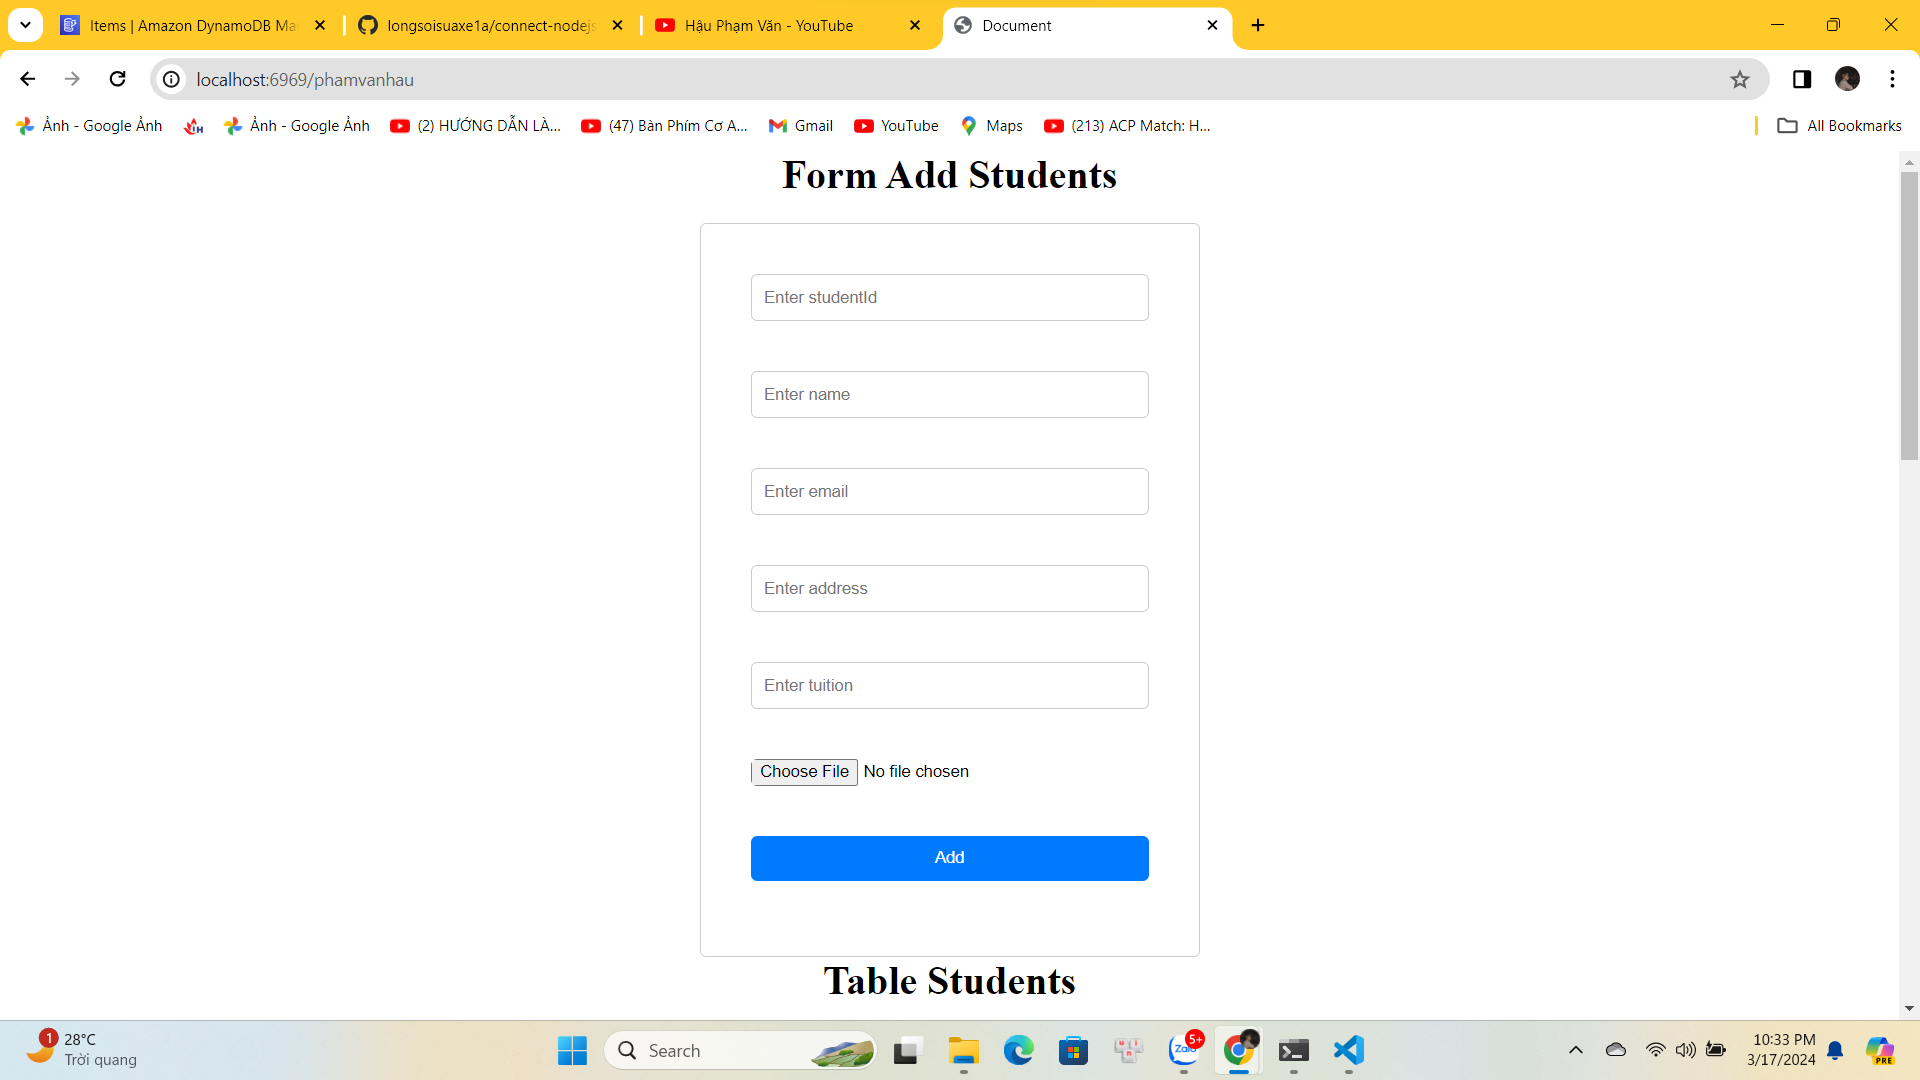 Items | Amazon DynamoDB Ma
longsoisuaxe1a/connect-nodejs
Hậu Phạm Văn - YouTube
Document
localhost:6969/phamvanhau
Ảnh - Google Ảnh
Ảnh - Google Ảnh
(2) HƯỚNG DẪN LÀ...
(47) Bàn Phím Cơ A...
Gmail
YouTube
Maps
(213) ACP Match: H...
All Bookmarks
Form Add Students
Enter studentId
Enter name
Enter email
Enter address
Enter tuition
Choose File No file chosen
Add
Table Students
1
28°C
Trời quang
Search
Zalo
5+
10:33 PM
3/17/2024
PRE